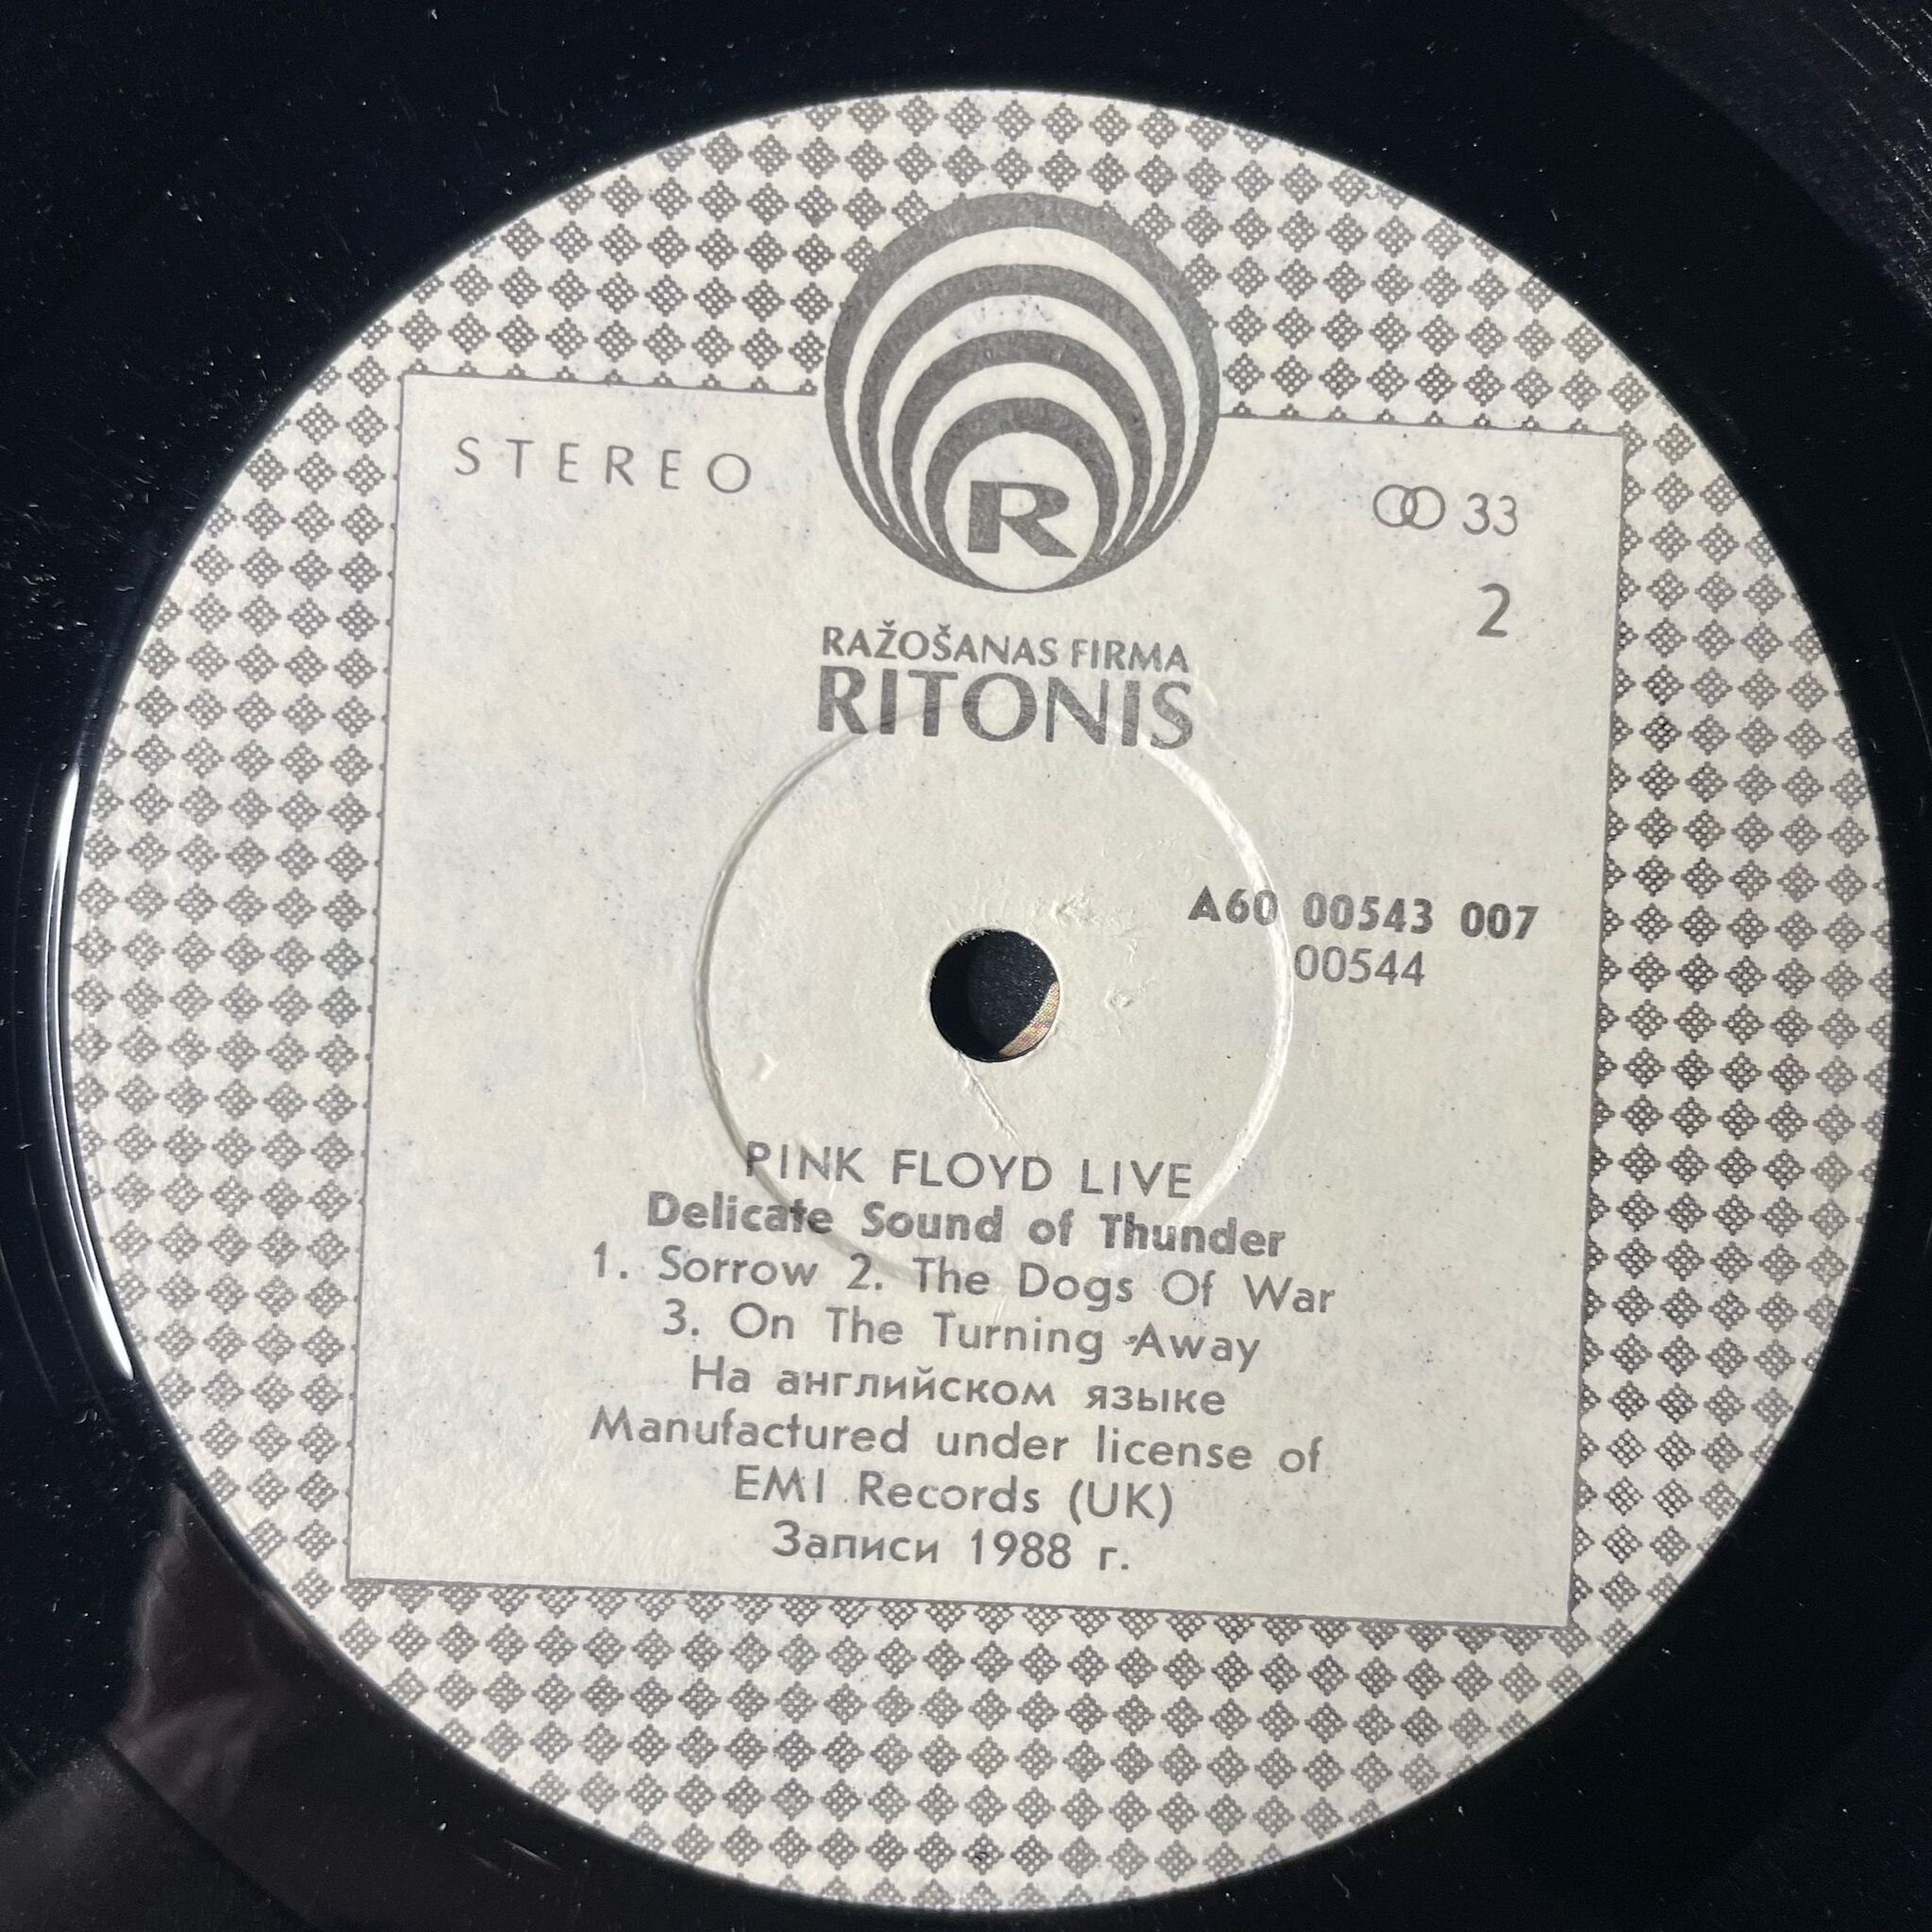 STEREO
33
2
R
RAŽOŠANAS FIRMA
RITONIS
A60 00543 007
00544
PINK FLOYD LIVE
Delicate Sound of Thunder
1. Sorrow 2. The Dogs Of War
3. On The Turning Away
На английском языке
Manufactured under license of
EMI Records (UK)
Записи 1988 г.